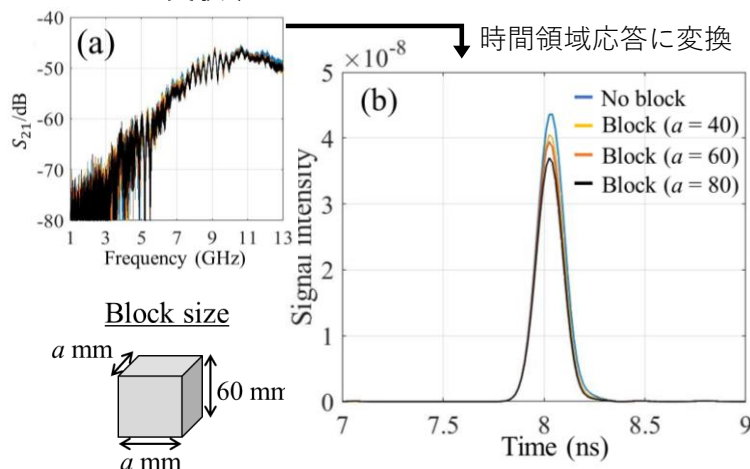 -40
(a)
-50
-60
-70
-80
S21/dB
1 3 5 7 9 11 13
Frequency (GHz)
時間領域応答に変換
×10-8
(b)
5
4
3
2
1
0
Signal intensity
No block
Block (a = 40)
Block (a = 60)
Block (a = 80)
7 7.5 8 8.5 9
Time (ns)
Block size
a mm
60 mm
a mm